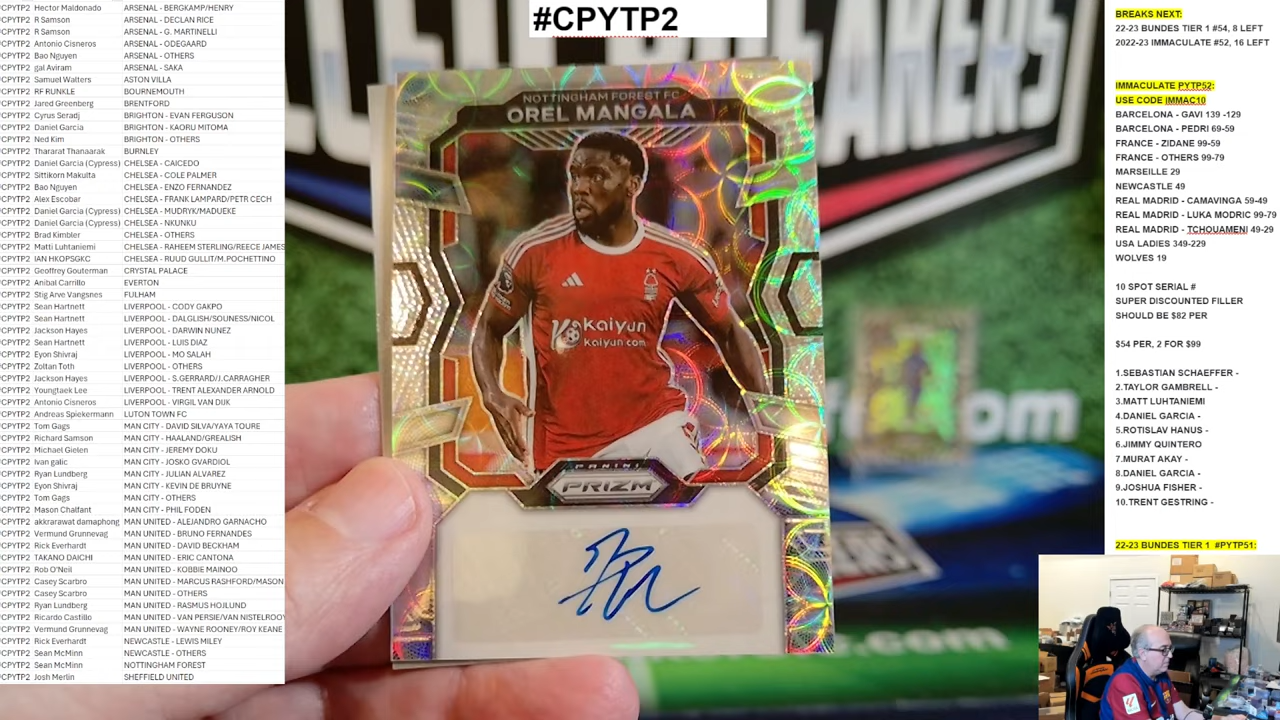 #CPYTP2
CPYTP2 Hector Maldonado ARSENAL - BERGKAMP/HENRY
CPYTP2 R Samson ARSENAL - DECLAN RICE
CPYTP2 R Samson ARSENAL - G. MARTINELLI
CPYTP2 Antonio Cisneros ARSENAL - ODEGAARD
CPYTP2 Bao Nguyen ARSENAL - OTHERS
CPYTP2 gal Aviram ARSENAL - SAKA
CPYTP2 Samuel Walters ASTON VILLA
CPYTP2 RF RUNKLE BOURNEMOUTH
CPYTP2 Jared Greenberg BRENTFORD
CPYTP2 Cyrus Seradj BRIGHTON - EVAN FERGUSON
CPYTP2 Daniel Garcia BRIGHTON - KAORU MITOMA
CPYTP2 Ned Kim BRIGHTON - OTHERS
CPYTP2 Thararat Thanaarak BURNLEY
CPYTP2 Daniel Garcia (Cypress) CHELSEA - CAICEDO
CPYTP2 Sittikorn Makulta CHELSEA - COLE PALMER
CPYTP2 Bao Nguyen CHELSEA - ENZO FERNANDEZ
CPYTP2 Alex Escobar CHELSEA - FRANK LAMPARD/PETR CECH
CPYTP2 Daniel Garcia (Cypress) CHELSEA - MUDRYK/MADUEKE
CPYTP2 Daniel Garcia (Cypress) CHELSEA - NKUNKU
CPYTP2 Brad Kimbler CHELSEA - OTHERS
CPYTP2 Matti Luhtaniemi CHELSEA - RAHEEM STERLING/REECE JAMES
CPYTP2 IAN HKOPSGKC CHELSEA - RUUD GULLIT/M.POCHETTINO
CPYTP2 Geoffrey Gouterman CRYSTAL PALACE
CPYTP2 Anibal Carrillo EVERTON
CPYTP2 Stig Arve Vangsnes FULHAM
CPYTP2 Sean Hartnett LIVERPOOL - CODY GAKPO
CPYTP2 Sean Hartnett LIVERPOOL - DALGLISH/SOUNESS/NICOL
CPYTP2 Jackson Hayes LIVERPOOL - DARWIN NUNEZ
CPYTP2 Sean Hartnett LIVERPOOL - LUIS DIAZ
CPYTP2 Eyon Shivraj LIVERPOOL - MO SALAH
CPYTP2 Zoltan Toth LIVERPOOL - OTHERS
CPYTP2 Jackson Hayes LIVERPOOL - S.GERRARD/J.CARRAGHER
CPYTP2 Youngtaek Lee LIVERPOOL - TRENT ALEXANDER ARNOLD
CPYTP2 Antonio Cisneros LIVERPOOL - VIRGIL VAN DIJK
CPYTP2 Andreas Spiekermann LUTON TOWN FC
CPYTP2 Tom Gags MAN CITY - DAVID SILVA/YAYA TOURE
CPYTP2 Richard Samson MAN CITY - HAALAND/GREALISH
CPYTP2 Michael Gielen MAN CITY - JEREMY DOKU
CPYTP2 ivan galic MAN CITY - JOSKO GVARDIOL
CPYTP2 Ryan Lundberg MAN CITY - JULIAN ALVAREZ
CPYTP2 Eyon Shivraj MAN CITY - KEVIN DE BRUYNE
CPYTP2 Tom Gags MAN CITY - OTHERS
CPYTP2 Mason Chalfant MAN CITY - PHIL FODEN
CPYTP2 akkrarawat damaphong MAN UNITED - ALEJANDRO GARNACHO
CPYTP2 Vermund Grunnevag MAN UNITED - BRUNO FERNANDES
CPYTP2 Rick Everhardt MAN UNITED - DAVID BECKHAM
CPYTP2 TAKANO DAICHI MAN UNITED - ERIC CANTONA
CPYTP2 Rob O'Neil MAN UNITED - KOBBIE MAINOO
CPYTP2 Casey Scarbro MAN UNITED - MARCUS RASHFORD/MASON
CPYTP2 Casey Scarbro MAN UNITED - OTHERS
CPYTP2 Ryan Lundberg MAN UNITED - RASMUS HOJLUND
CPYTP2 Ricardo Castillo MAN UNITED - VAN PERSIE/VAN NISTELROOY
CPYTP2 Vermund Grunnevag MAN UNITED - WAYNE ROONEY/ROY KEANE
CPYTP2 Rick Everhardt NEWCASTLE - LEWIS MILEY
CPYTP2 Sean McMinn NEWCASTLE - OTHERS
CPYTP2 Sean McMinn NOTTINGHAM FOREST
CPYTP2 Josh Merlin SHEFFIELD UNITED
NOTTINGHAM FOREST FC
OREL MANGALA
Kaiyun
kaiyun.com
PANINI
PRIZM
om
BREAKS NEXT:
22-23 BUNDES TIER 1 #54, 8 LEFT
2022-23 IMMACULATE #52, 16 LEFT
IMMACULATE PYTP52:
USE CODE IMMAC10
BARCELONA - GAVI 139 -129
BARCELONA - PEDRI 69-59
FRANCE - ZIDANE 99-59
FRANCE - OTHERS 99-79
MARSEILLE 29
NEWCASTLE 49
REAL MADRID - CAMAVINGA 59-49
REAL MADRID - LUKA MODRIC 99-79
REAL MADRID - TCHOUAMENI 49-29
USA LADIES 349-229
WOLVES 19
10 SPOT SERIAL #
SUPER DISCOUNTED FILLER
SHOULD BE $82 PER
$54 PER, 2 FOR $99
1.SEBASTIAN SCHAEFFER -
2.TAYLOR GAMBRELL -
3.MATT LUHTANIEMI
4.DANIEL GARCIA -
5.ROTISLAV HANUS -
6.JIMMY QUINTERO
7.MURAT AKAY -
8.DANIEL GARCIA -
9.JOSHUA FISHER -
10.TRENT GESTRING -
22-23 BUNDES TIER 1 #PYTP51: